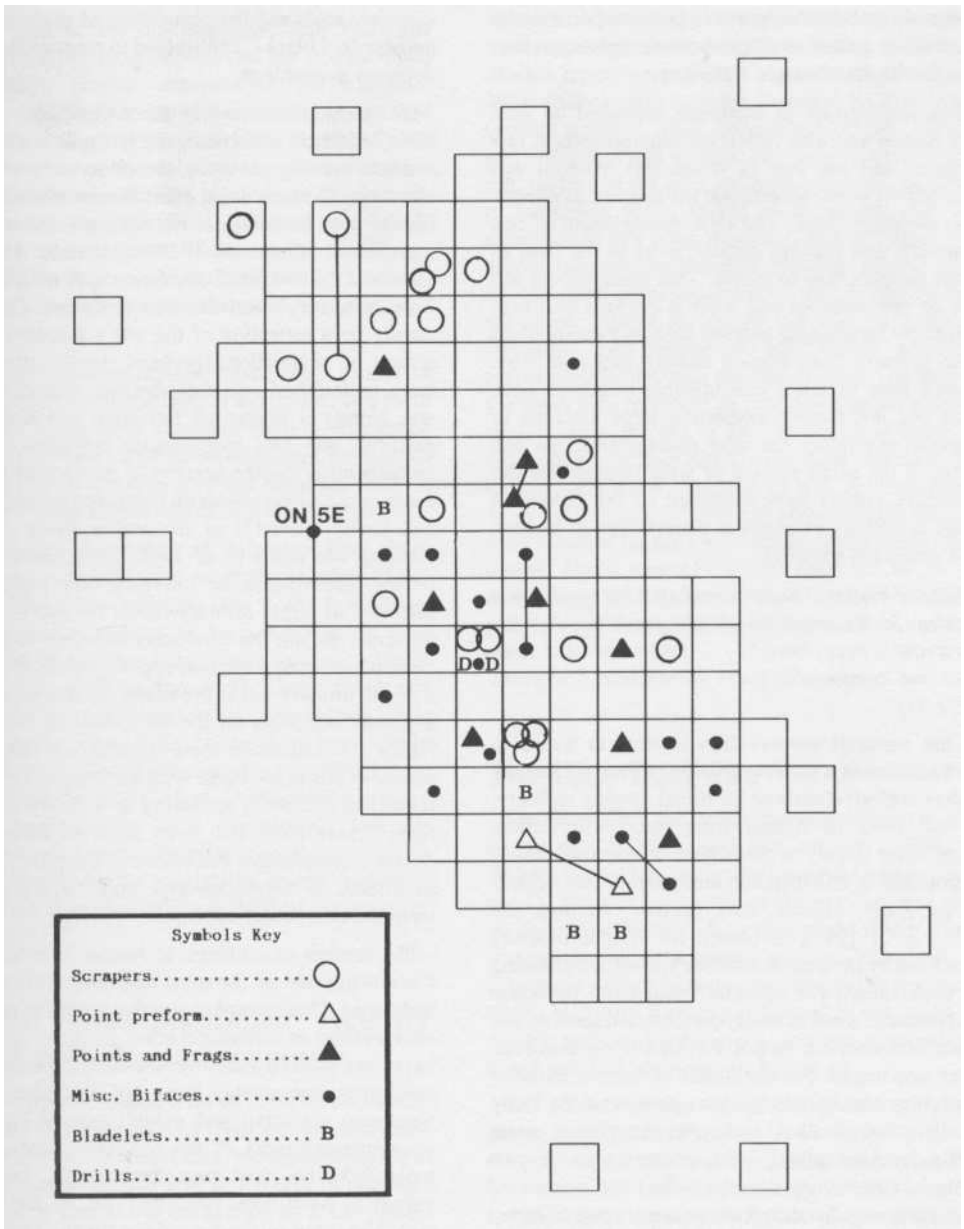 B
ON 5E
D D
B
B B
Symbols Key
Scrapers..............
Point preform.........
Points and Frags......
Misc. Bifaces.........
Bladelets............. B
Drills................ D